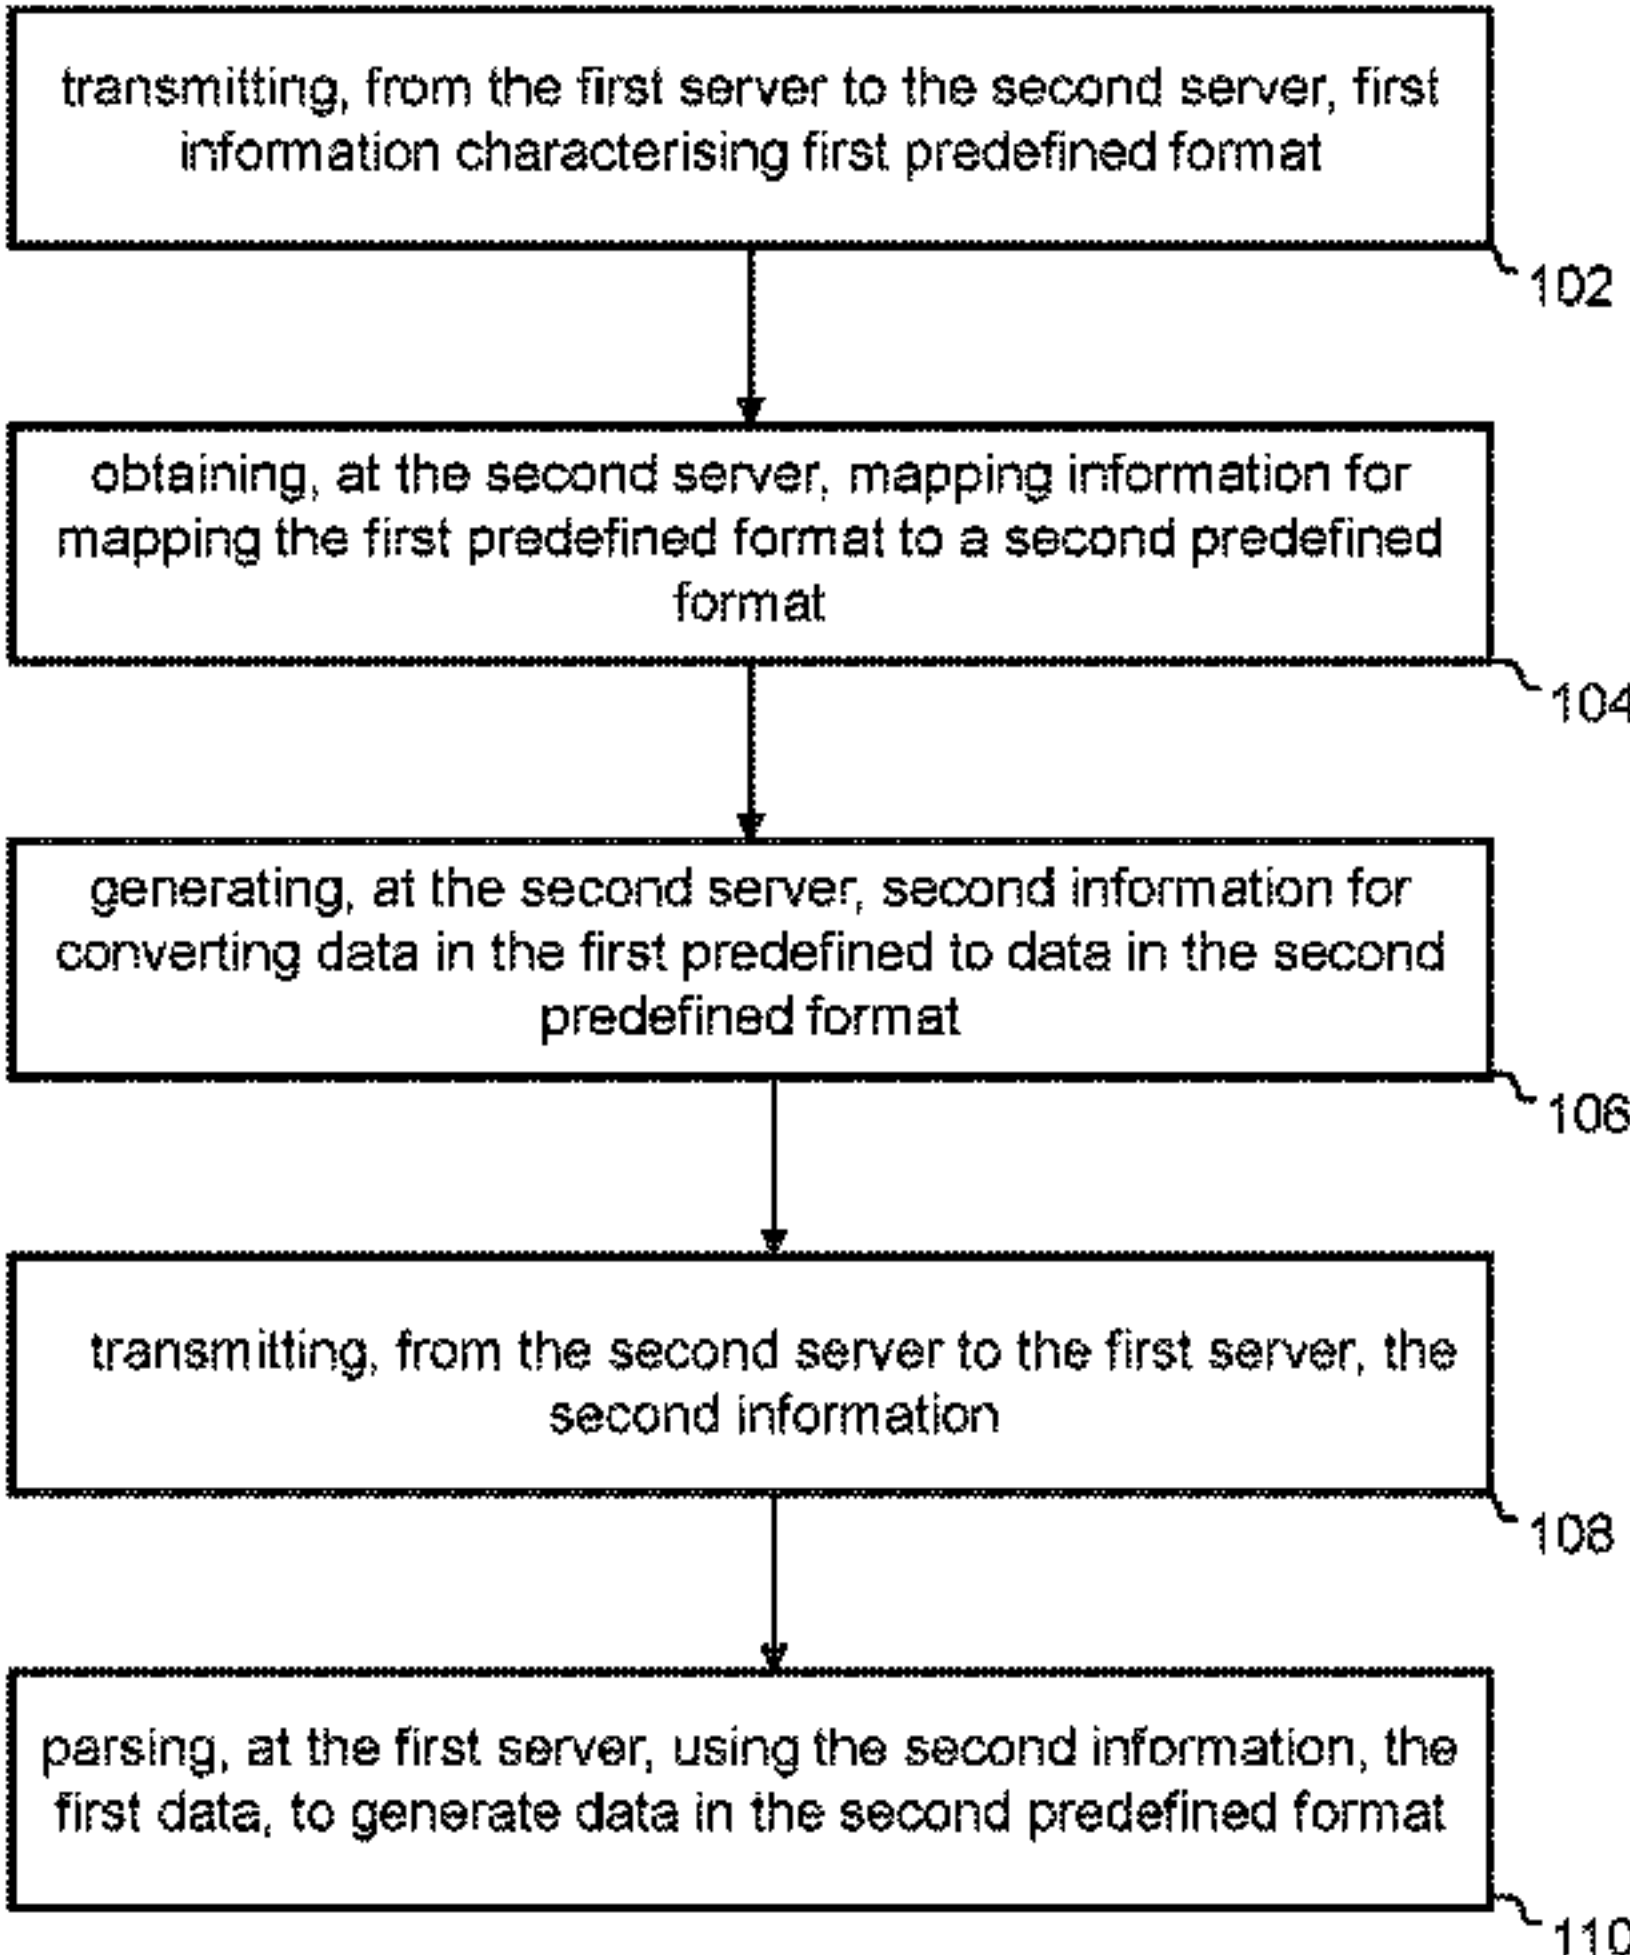 transmitting, from the first server to the second server, first
information characterising first predefined format
102
obtaining, at the second server, mapping information for
mapping the first predefined format to a second predefined
format
104
generating, at the second server, second information for
converting data in the first predefined to data in the second
predefined format
106
transmitting, from the second server to the first server, the
second information
108
parsing, at the first server, using the second information, the
first data, to generate data in the second predefined format
110